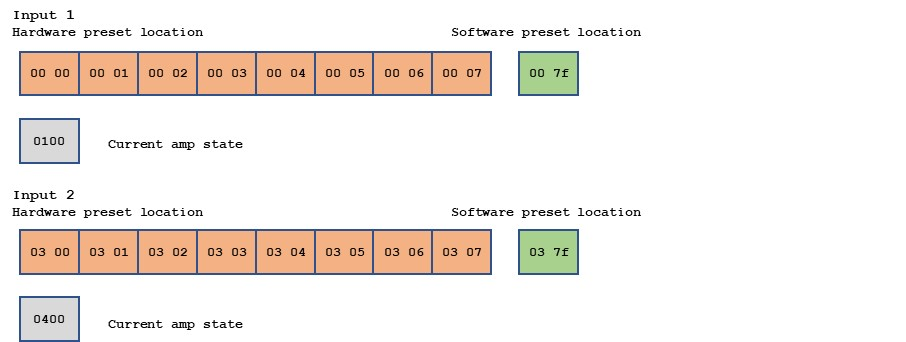 Input 1
Hardware preset location Software preset location
00 00 00 01 00 02 00 03 00 04 00 05 00 06 00 07 00 7f
0100 Current amp state
Input 2
Hardware preset location Software preset location
03 00 03 01 03 02 03 03 03 04 03 05 03 06 03 07 03 7f
0400 Current amp state